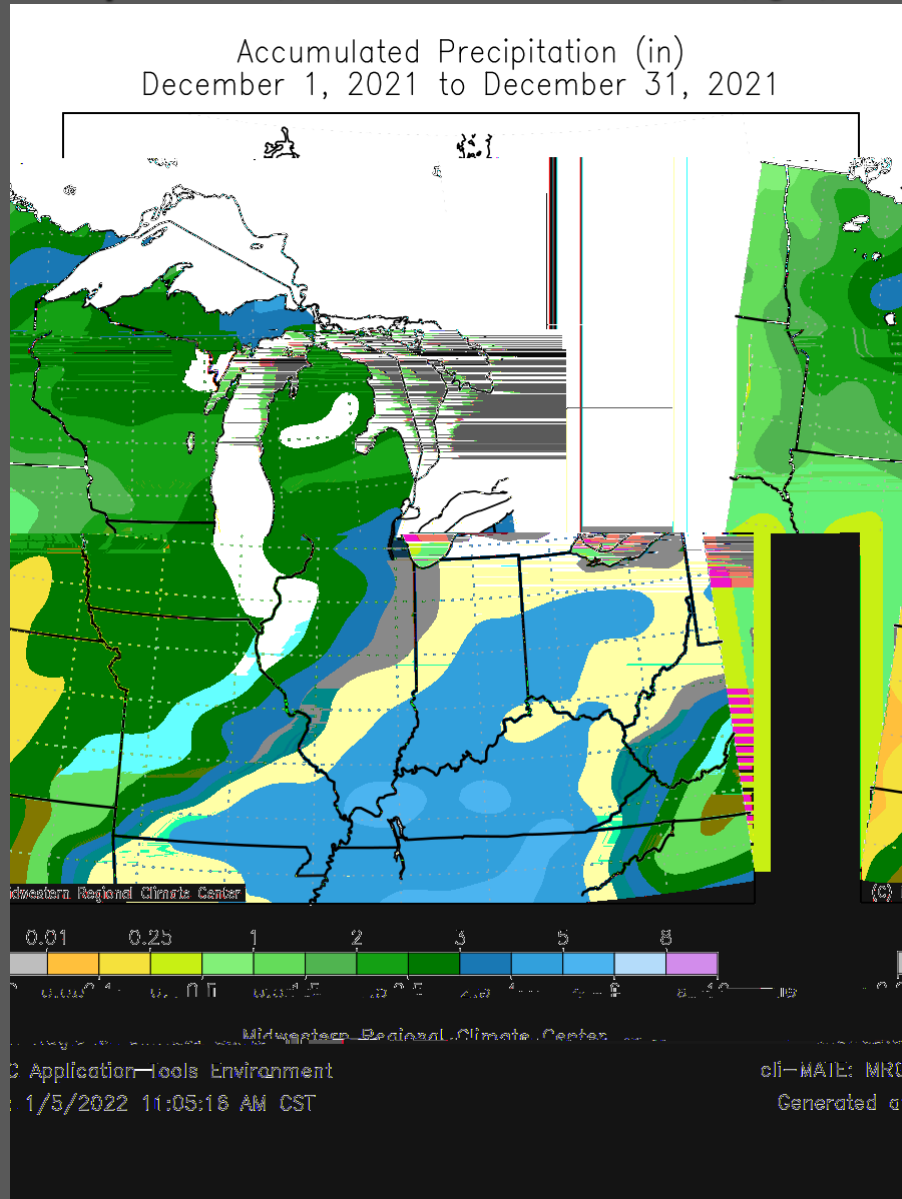 Accumulated Precipitation (in)
December 1, 2021 to December 31, 2021
idwestern Regional Climate Center
(C)
0.01 0.25 1 2 3 5 8
Midwestern Regional Climate Center
C Application Tools Environment
cli-MATE: MRC
: 1/5/2022 11:05:16 AM CST
Generated a